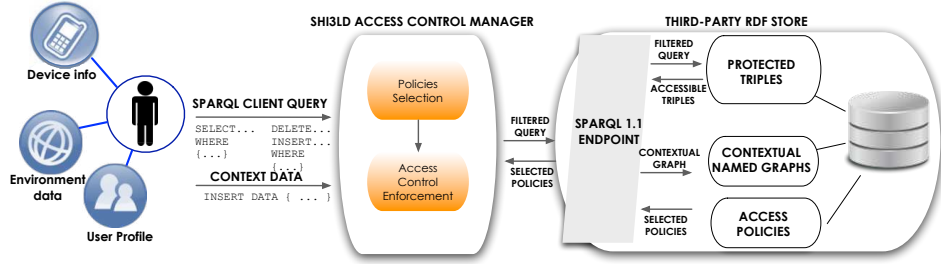 Device info
Environment
data
User Profile
SPARQL CLIENT QUERY
SELECT...
WHERE
{...}
DELETE...
INSERT...
WHERE
{...}
CONTEXT DATA
INSERT DATA { ... }
SHI3LD ACCESS CONTROL MANAGER
Policies
Selection
Access
Control
Enforcement
FILTERED
QUERY
SELECTED
POLICIES
THIRD-PARTY RDF STORE
SPARQL 1.1
ENDPOINT
FILTERED
QUERY
ACCESSIBLE
TRIPLES
CONTEXTUAL
GRAPH
SELECTED
POLICIES
PROTECTED
TRIPLES
CONTEXTUAL
NAMED GRAPHS
ACCESS
POLICIES